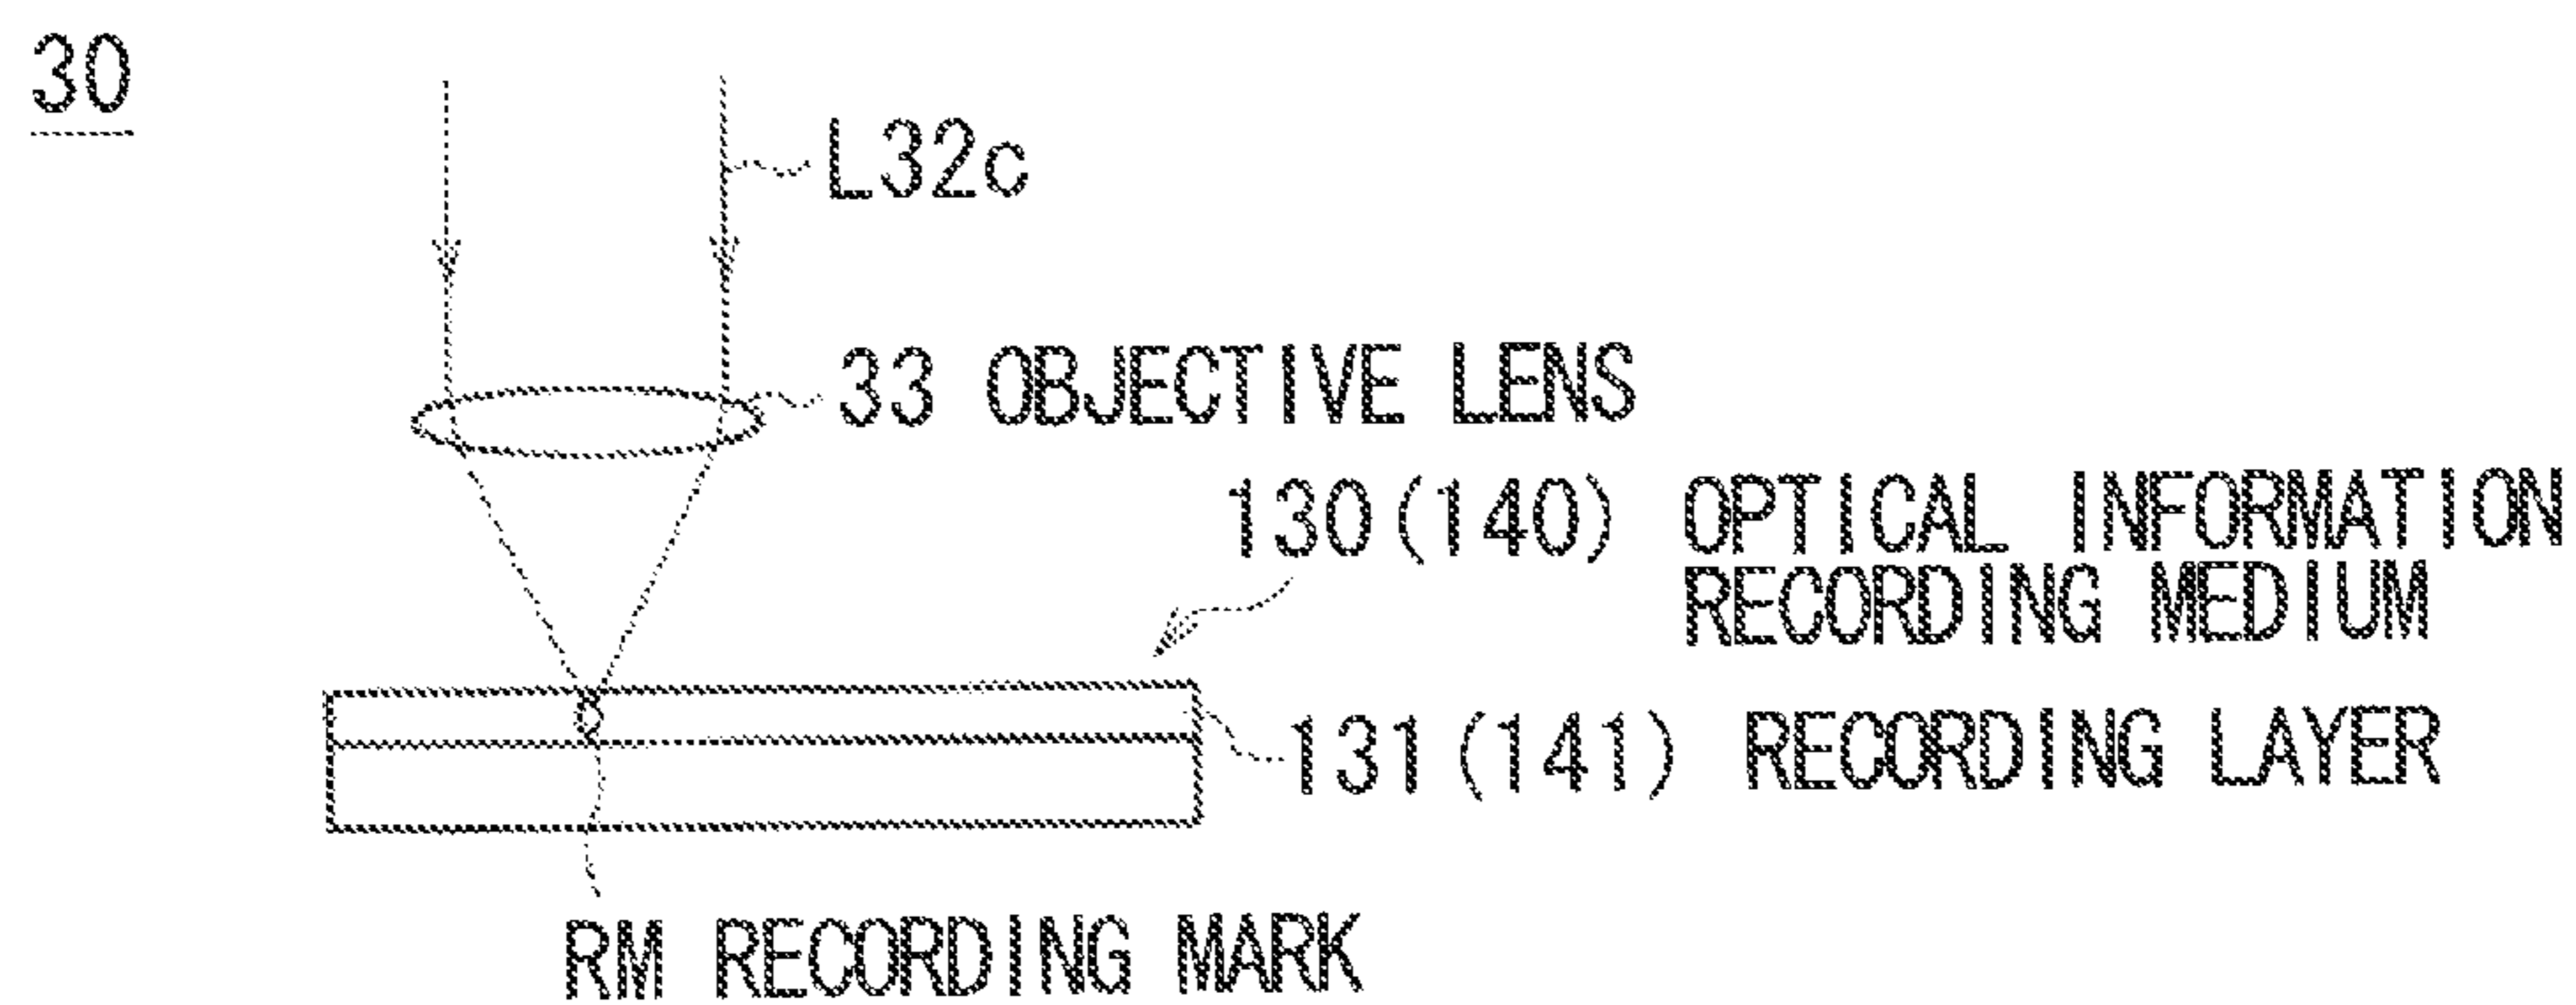 30
L32c
33 OBJECTIVE LENS
130(140) OPTICAL INFORMATION
RECORDING MEDIUM
131(141) RECORDING LAYER
RM RECORDING MARK